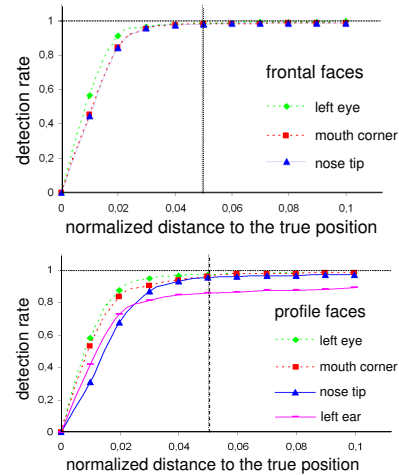 1
0,8
0,6
0,4
0,2
0
detection rate
frontal faces
left eye
mouth corner
nose tip
0 0,02 0,04 0,06 0,08 0,1
normalized distance to the true position
1
0.8
0.6
0.4
0.2
0
detection rate
profile faces
left eye
mouth corner
nose tip
left ear
0 0,02 0,04 0,06 0,08 0,1
normalized distance to the true position